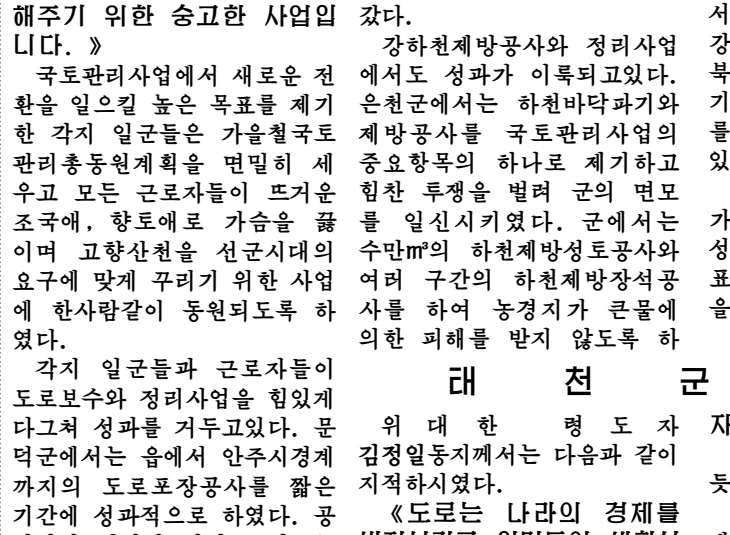 해주기 위한 숭고한 사업입
니다. 》
국토관리사업에서 새로운 전
환을 일으킬 높은 목표를 제기
한 각지 일군들은 가을철국토
관리총동원계획을 면밀히 세
우고 모든 근로자들이 뜨거운
조국애, 향토애로 가슴을 끓
이며 고향산천을 선군시대의
요구에 맞게 꾸리기 위한 사업
에 한사람같이 동원되도록 하
였다.
각지 일군들과 근로자들이
도로보수와 정리사업을 힘있게
다그쳐 성과를 거두고있다. 문
덕군에서는 읍에서 안주시경계
까지의 도로포장공사를 짧은
기간에 성과적으로 하였다. 공
갔다.
강하천제방공사와 정리사업
에서도 성과가 이룩되고있다.
은천군에서는 하천바닥파기와
제방공사를 국토관리사업의
중요항목의 하나로 제기하고
힘찬 투쟁을 벌려 군의 면모
를 일신시키였다. 군에서는
수만㎥의 하천제방성토공사와
여러 구간의 하천제방장석공
사를 하여 농경지가 큰물에
의한 피해를 받지 않도록 하
태 천 군
위 대 한 령 도 자
김정일동지께서는 다음과 같이
지적하시였다.
《도로는 나라의 경제를
서
강
북
기
를
있
가
성
표
을
자
듯